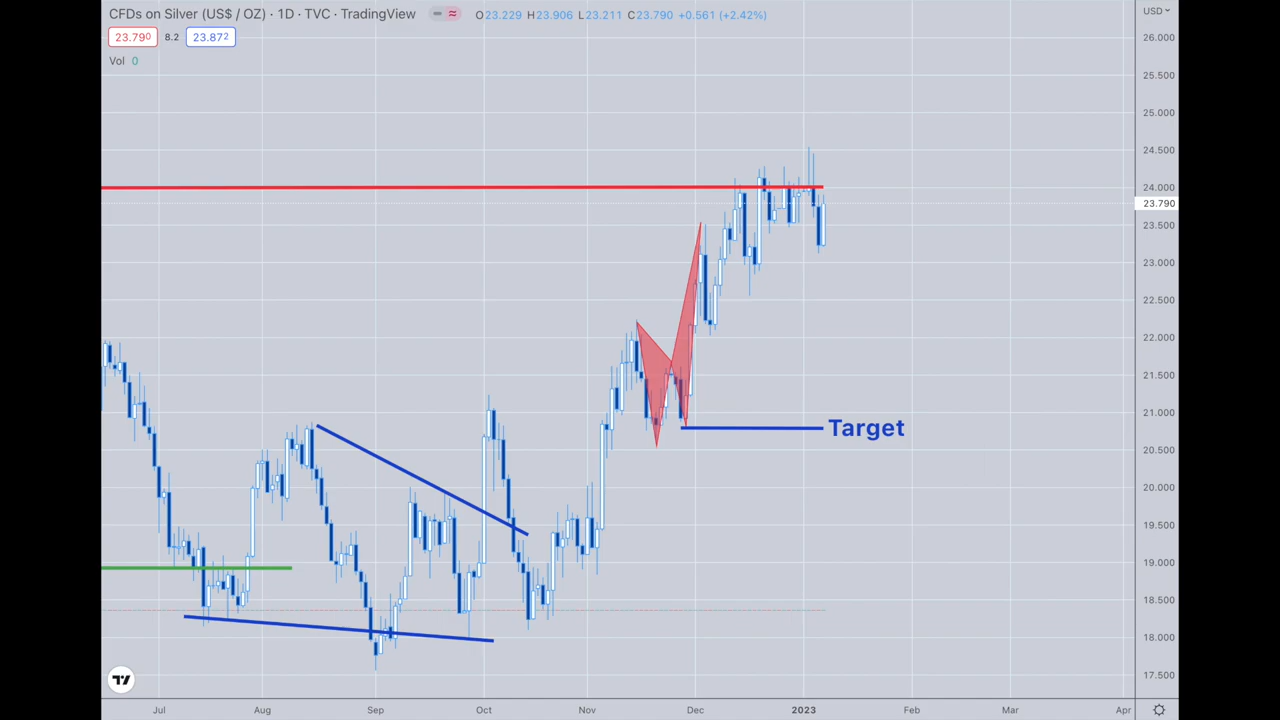 CFDs on Silver (US$ / OZ) · 1D · TVC · TradingView
O23.229 H23.906 L23.211 C23.790 +0.561 (+2.42%)
USD
23.790 8.2 23.872
Vol 0
26.000
25.500
25.000
24.500
24.000
23.790
23.500
23.000
22.500
22.000
21.500
21.000
Target
20.500
20.000
19.500
19.000
18.500
18.000
17.500
Jul Aug Sep Oct Nov Dec 2023 Feb Mar Apr